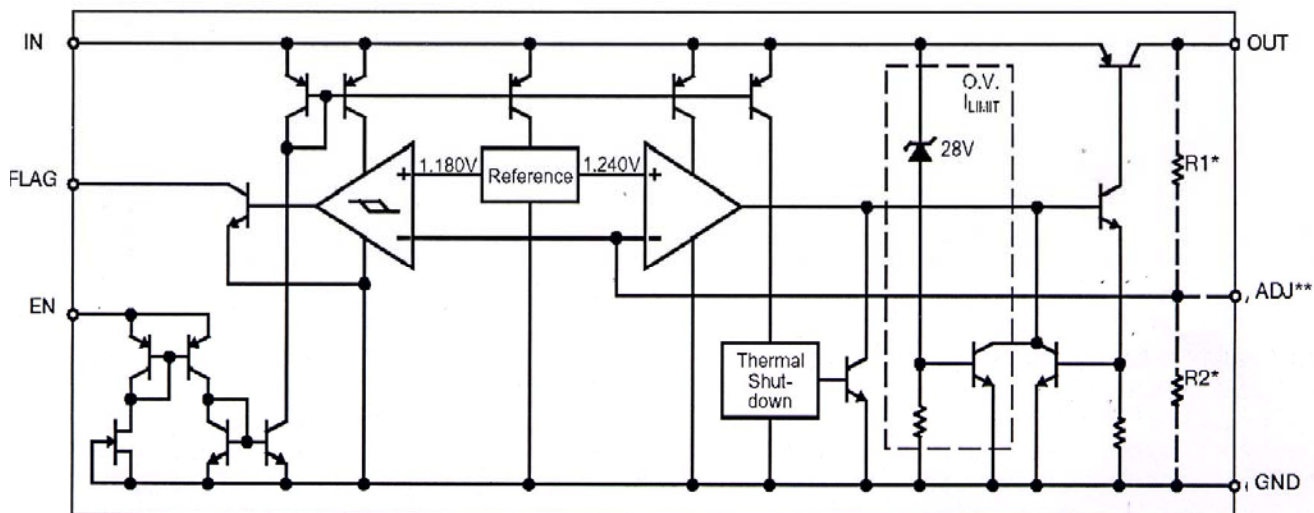 IN
OUT
O.V.
ILIMIT
28V
1.180V
Reference
1.240V
R1*
FLAG
+
+
-
-
EN
ADJ**
Thermal
Shut-
down
R2*
GND